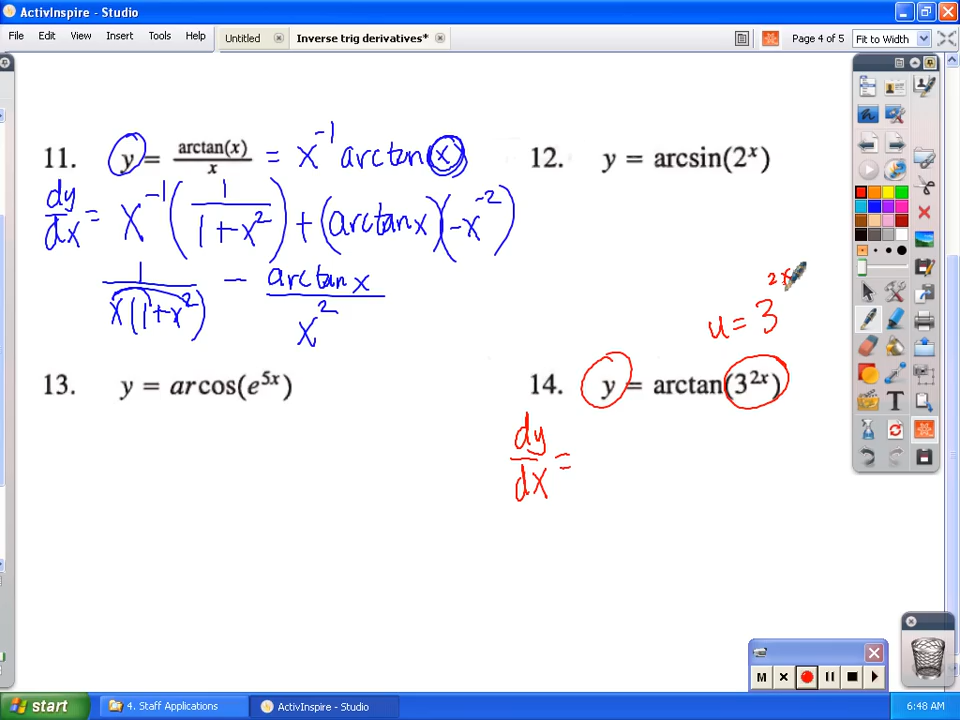 ActivInspire - Studio
File Edit View Insert Tools Help
Untitled
Inverse trig derivatives*
Page 4 of 5
Fit to Width
11. y = arctan(x)/x = x^-1 arctan(x)
dy/dx = x^-1 (1/(1+x^2)) + (arctan x)(-x^-2)
1/(x(1+x^2)) - arctan x/x^2
12. y = arcsin(2^x)
13. y = arcos(e^5x)
u = 3^2x
14. y = arctan(3^2x)
dy/dx =
T
M
start
4. Staff Applications
ActivInspire - Studio
6:48 AM